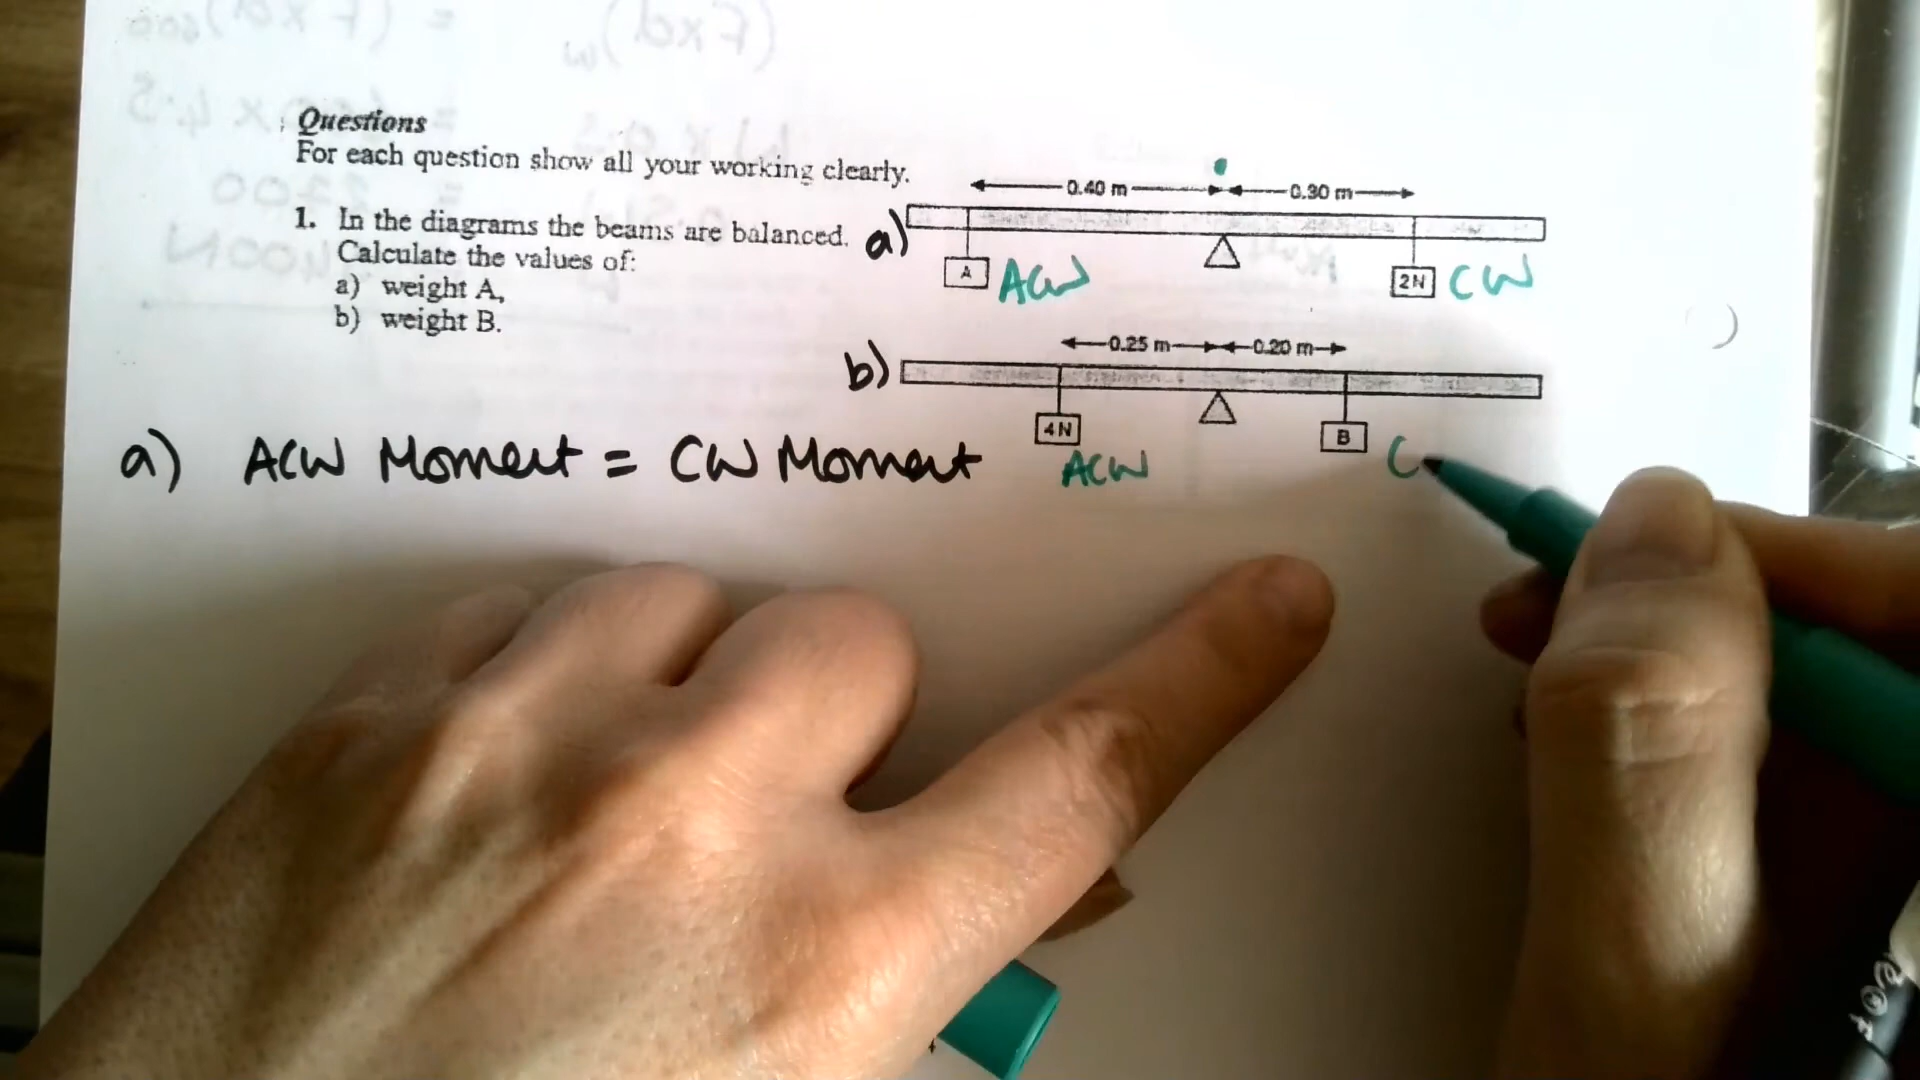 Questions
For each question show all your working clearly.
1. In the diagrams the beams are balanced.
Calculate the values of:
a) weight A,
b) weight B.
0.40 m 0.30 m
a)
A ACW 2N CW
0.25 m 0.20 m
b)
4N B
ACW C
a) ACW Moment = CW Moment